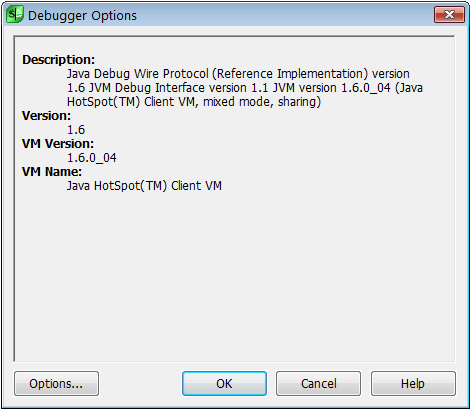 Debugger Options
Description:
Java Debug Wire Protocol (Reference Implementation) version
1.6 JVM Debug Interface version 1.1 JVM version 1.6.0_04 (Java
HotSpot(TM) Client VM, mixed mode, sharing)
Version:
1.6
VM Version:
1.6.0_04
VM Name:
Java HotSpot(TM) Client VM
Options... OK Cancel Help